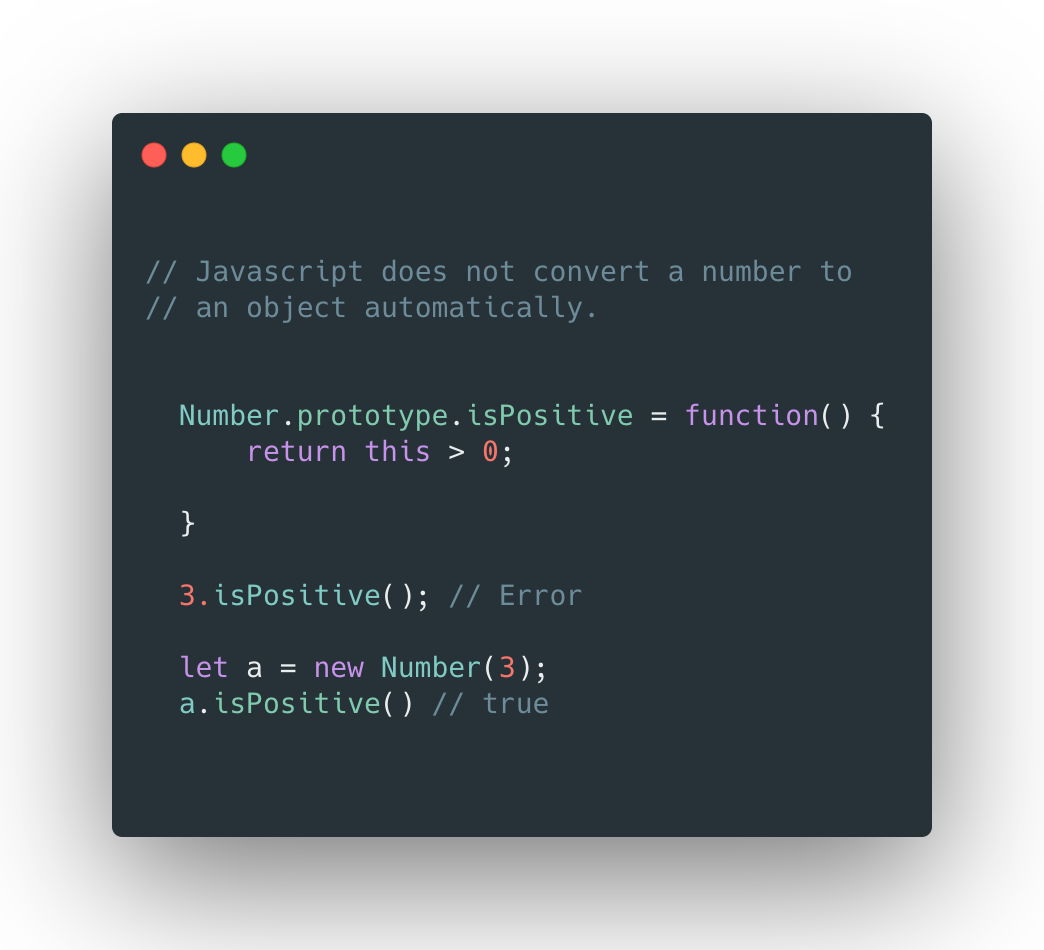 // Javascript does not convert a number to
// an object automatically.
Number.prototype.isPositive = function() {
return this > 0;
}
3.isPositive(); // Error
let a = new Number(3);
a.isPositive() // true